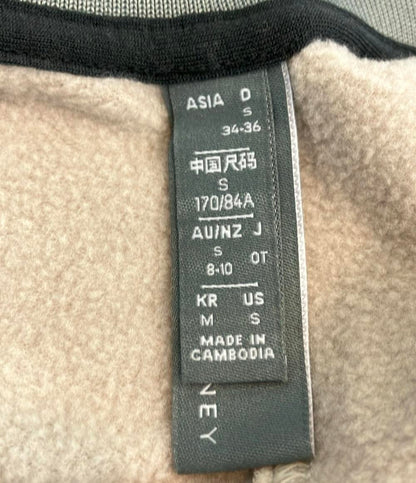 ASIA D
S
34-36
中国尺码
S
170/84A
AU/NZ J
S OT
8-10
KR US
M S
MADE IN
CAMBODIA
NEY